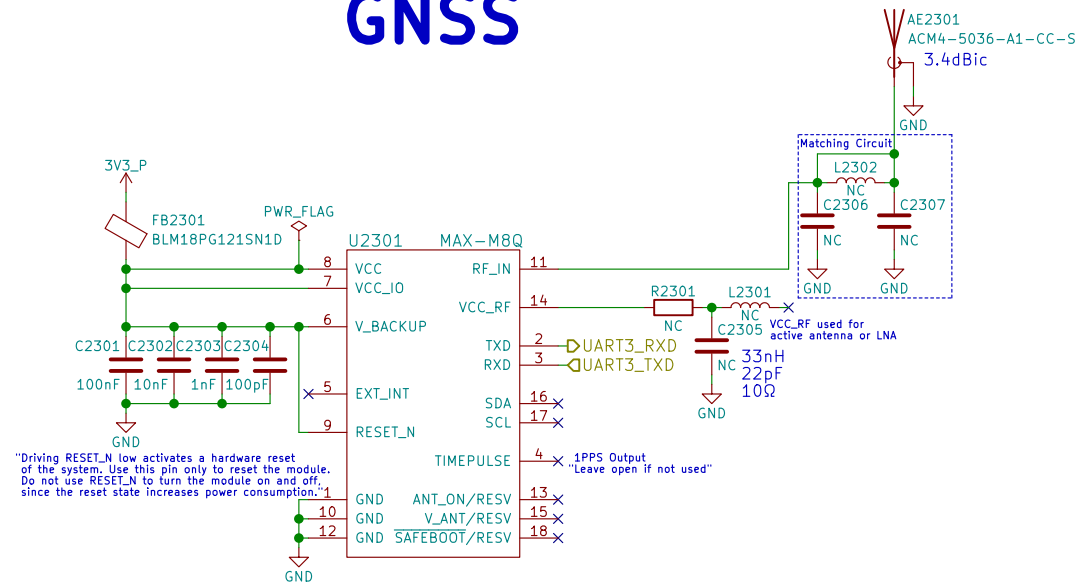 GNSS
AE2301
ACM4-5036-A1-CC-S
3.4dBic
GND
Matching Circuit
L2302
NC
C2306
C2307
NC
NC
GND
GND
3V3_P
FB2301
BLM18PG121SN1D
PWR_FLAG
U2301
MAX-M8Q
8
VCC
7
VCC_IO
6
V_BACKUP
5
EXT_INT
9
RESET_N
1
GND
10
GND
12
GND
GND
RF_IN
11
VCC_RF
14
TXD
2
UART3_RXD
RXD
3
UART3_TXD
SDA
16
SCL
17
TIMEPULSE
4
1PPS Output
"Leave open if not used"
ANT_ON/RESV
13
V_ANT/RESV
15
SAFEBOOT/RESV
18
R2301
NC
L2301
NC
C2305
NC
GND
VCC_RF used for
active antenna or LNA
33nH
22pF
10Ω
C2301
C2302
C2303
C2304
100nF
10nF
1nF
100pF
GND
"Driving RESET_N low activates a hardware reset
of the system. Use this pin only to reset the module.
Do not use RESET_N to turn the module on and off,
since the reset state increases power consumption."